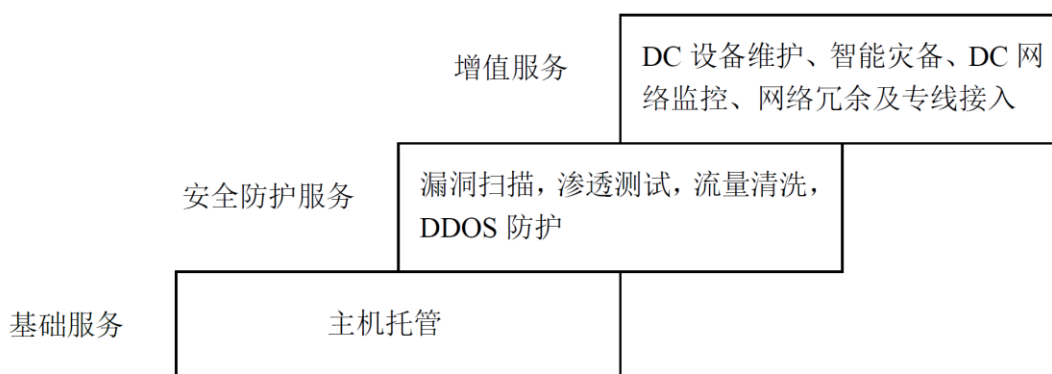 增值服务
DC 设备维护、智能灾备、DC 网
络监控、网络冗余及专线接入
安全防护服务
漏洞扫描，渗透测试，流量清洗，
DDOS 防护
基础服务
主机托管